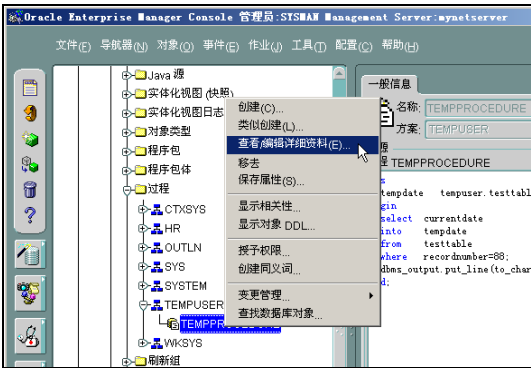 Oracle Enterprise Manager Console 管理员:SYSMAN Management Server:mynetserver
文件(F) 导航器(N) 对象(O) 事件(E) 作业(J) 工具(T) 配置(C) 帮助(H)
Java 源
实体化视图 (快照)
实体化视图日志
对象类型
程序包
程序包体
过程
CTXSYS
HR
OUTLN
SYS
SYSTEM
TEMPUSER
TEMPPR
WKSYS
刷新组
创建(C)...
类似创建(L)...
查看/编辑详细资料(E)...
移去
保存属性(S)...
显示相关性...
显示对象 DDL...
授予权限...
创建同义词...
变更管理
查找数据库对象...
一般信息
名称: TEMPPROCEDURE
方案: TEMPUSER
TEMPPROCEDURE
tempdate tempuser.testtabl
select currentdate
into tempdate
from testtable
where recordnumber=88;
dbms_output.put_line(to_char